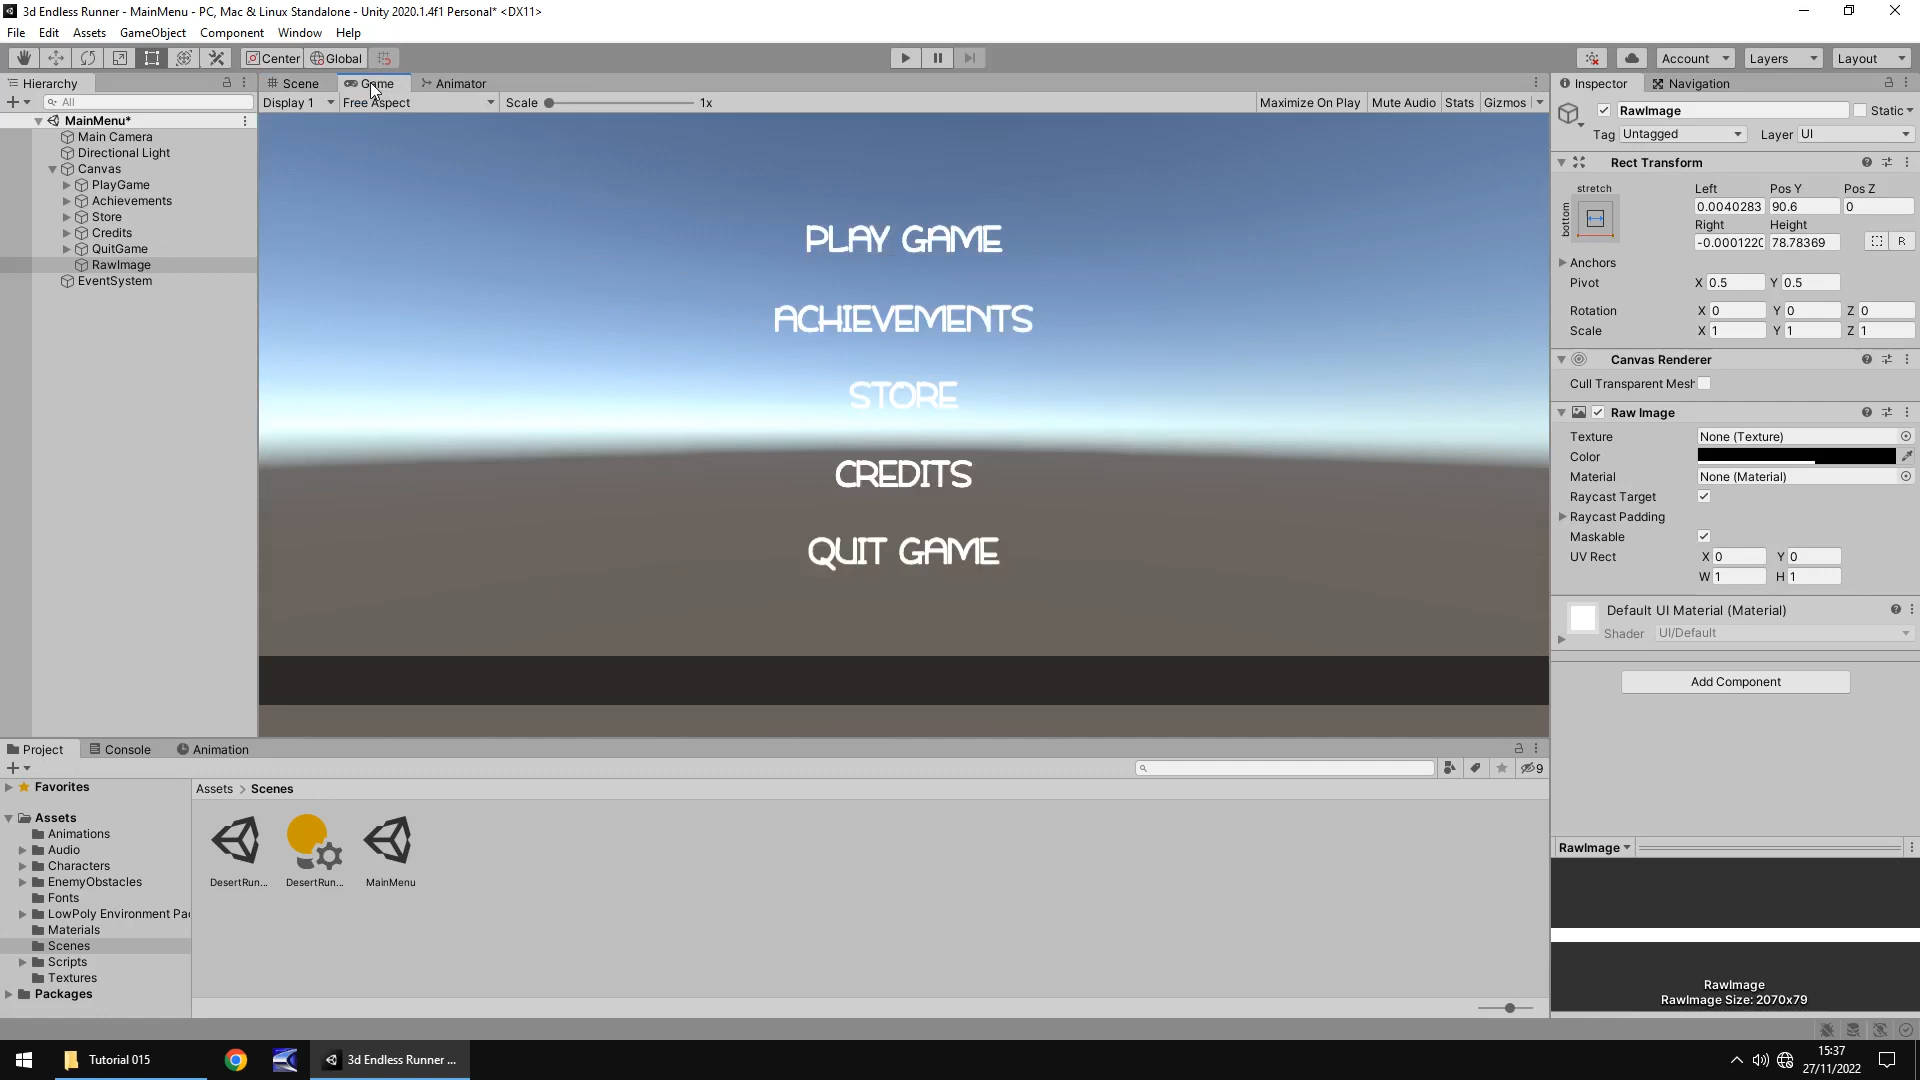 3d Endless Runner - MainMenu - PC, Mac & Linux Standalone - Unity 2020.1.4f1 Personal* <DX11>
File Edit Assets GameObject Component Window Help
Center Global Account Layers Layout
Hierarchy Scene Game Animator Inspector Navigation
All Display 1 Free Aspect Scale 1x Maximize On Play Mute Audio Stats Gizmos
MainMenu*
Main Camera
Directional Light
Canvas
PlayGame
Achievements
Store
Credits
QuitGame
RawImage
EventSystem
PLAY GAME
ACHIEVEMENTS
STORE
CREDITS
QUIT GAME
RawImage Static
Tag Untagged Layer UI
Rect Transform
stretch Left Pos Y Pos Z
bottom
0.0040283 90.6 0
Right Height
-0.0001220 78.78369 R
Anchors
Pivot X 0.5 Y 0.5
Rotation X 0 Y 0 Z 0
Scale X 1 Y 1 Z 1
Canvas Renderer
Cull Transparent Mesh
Raw Image
Texture None (Texture)
Color
Material None (Material)
Raycast Target
Raycast Padding
Maskable
UV Rect X 0 Y 0
W 1 H 1
Default UI Material (Material)
Shader UI/Default
Add Component
RawImage
RawImage
RawImage Size: 2070x79
Project Console Animation
9
Favorites
Assets
Animations
Audio
Characters
EnemyObstacles
Fonts
LowPoly Environment Pac
Materials
Scenes
Scripts
Textures
Packages
Assets > Scenes
DesertRun... DesertRun... MainMenu
Tutorial 015 3d Endless Runner ...
15:37
27/11/2022